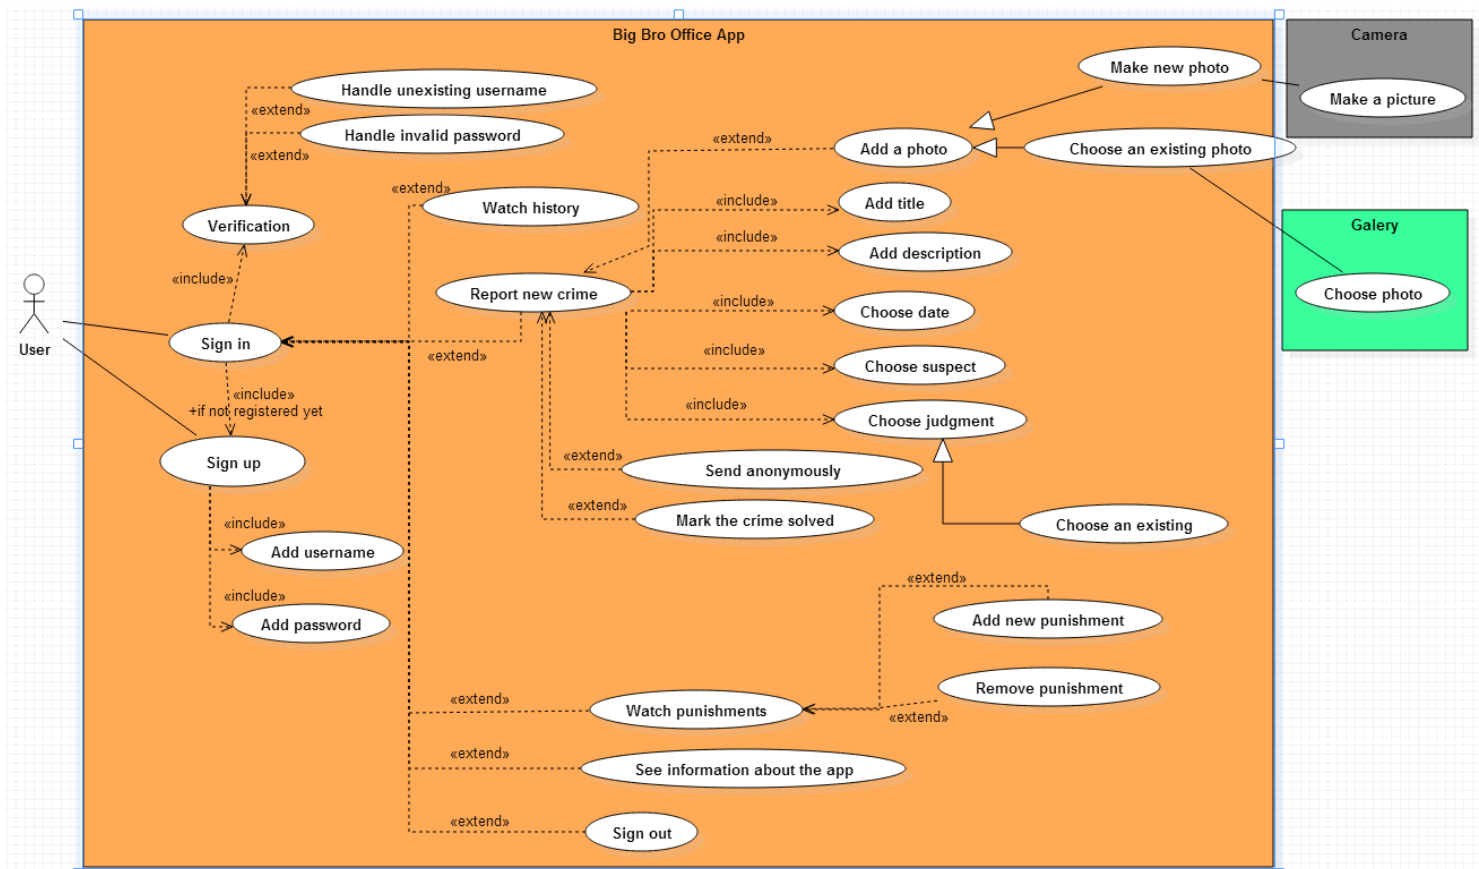 Big Bro Office App
Camera
Make new photo
Make a picture
Handle unexisting username
«extend»
Handle invalid password
«extend»
«extend»
Add a photo
Choose an existing photo
«extend»
Watch history
«include»
Add title
Verification
Galery
«include»
Add description
«include»
Report new crime
Choose photo
«include»
Choose date
User
Sign in
«extend»
«include»
Choose suspect
«include»
+if not registered yet
«include»
Choose judgment
Sign up
«extend»
Send anonymously
«extend»
Mark the crime solved
Choose an existing
«include»
Add username
«include»
Add password
«extend»
Add new punishment
Remove punishment
«extend»
«extend»
Watch punishments
«extend»
See information about the app
«extend»
Sign out